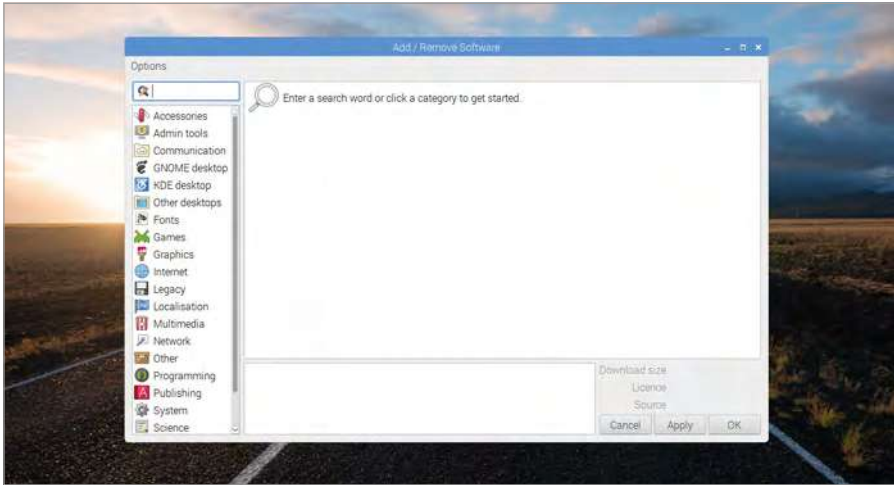 Add / Remove Software
Options
Enter a search word or click a category to get started.
Accessories
Admin tools
Communication
GNOME desktop
KDE desktop
Other desktops
Fonts
Games
Graphics
Internet
Legacy
Localisation
Multimedia
Network
Other
Programming
Publishing
System
Science
Download size
Licence
Source
Cancel Apply OK